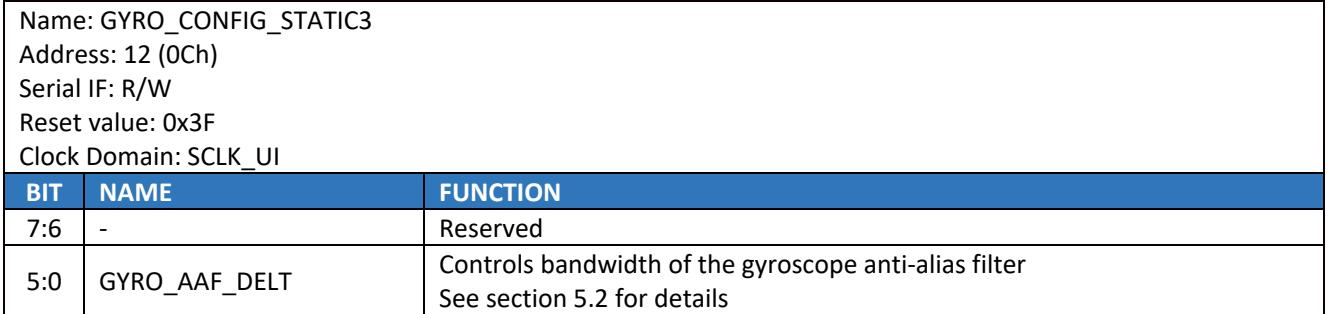 Name: GYRO_CONFIG_STATIC3
Address: 12 (0Ch)
Serial IF: R/W
Reset value: 0x3F
Clock Domain: SCLK_UI
BIT NAME FUNCTION
7:6 - Reserved
5:0 GYRO_AAF_DELT Controls bandwidth of the gyroscope anti-alias filter
See section 5.2 for details